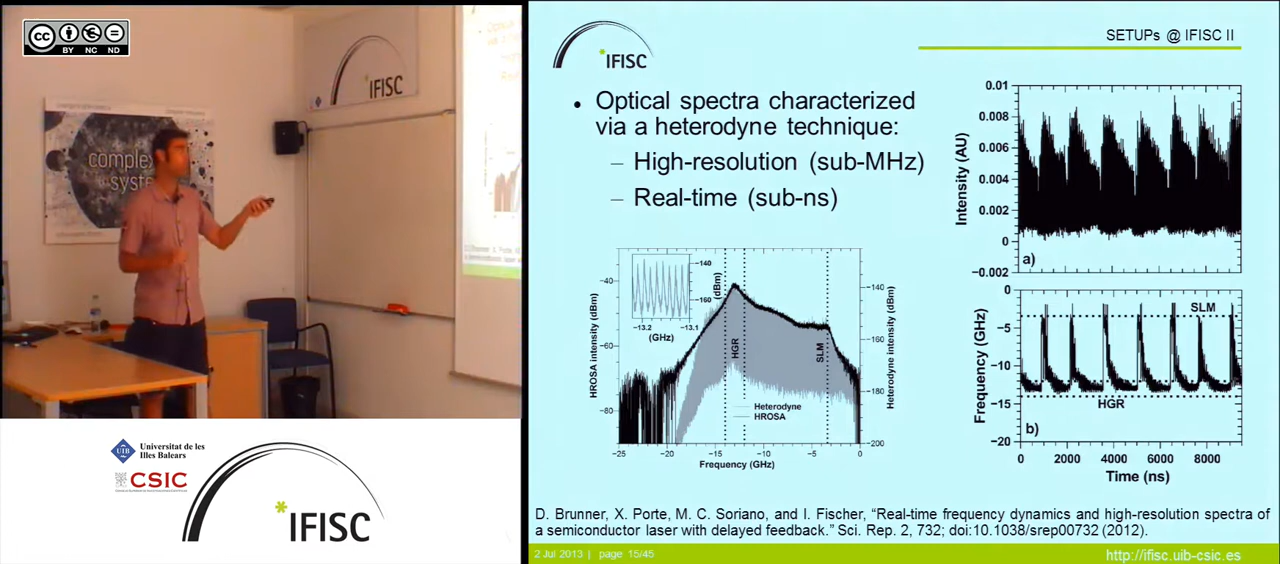 cc
BY NC ND
IFISC
complex
syste
Universitat de les
Illes Balears
UIB
CSIC
IFISC
IFISC
SETUPs @ IFISC II
• Optical spectra characterized
via a heterodyne technique:
– High-resolution (sub-MHz)
– Real-time (sub-ns)
HROSA intensity (dBm)
−40
−60
−80
−140
−160
(dBm)
−13.2
−13.1
(GHz)
HGR
SLM
Heterodyne
HROSA
−140
−160
−180
−200
Heterodyne intensity (dBm)
−25 −20 −15 −10 −5 0
Frequency (GHz)
Intensity (AU)
0.01
0.008
0.006
0.004
0.002
0
−0.002
a)
Frequency (GHz)
0
−5
−10
−15
−20
SLM
HGR
b)
0 2000 4000 6000 8000
Time (ns)
D. Brunner, X. Porte, M. C. Soriano, and I. Fischer, “Real-time frequency dynamics and high-resolution spectra of
a semiconductor laser with delayed feedback.” Sci. Rep. 2, 732; doi:10.1038/srep00732 (2012).
2 Jul 2013 | page 15/45
http://ifisc.uib-csic.es